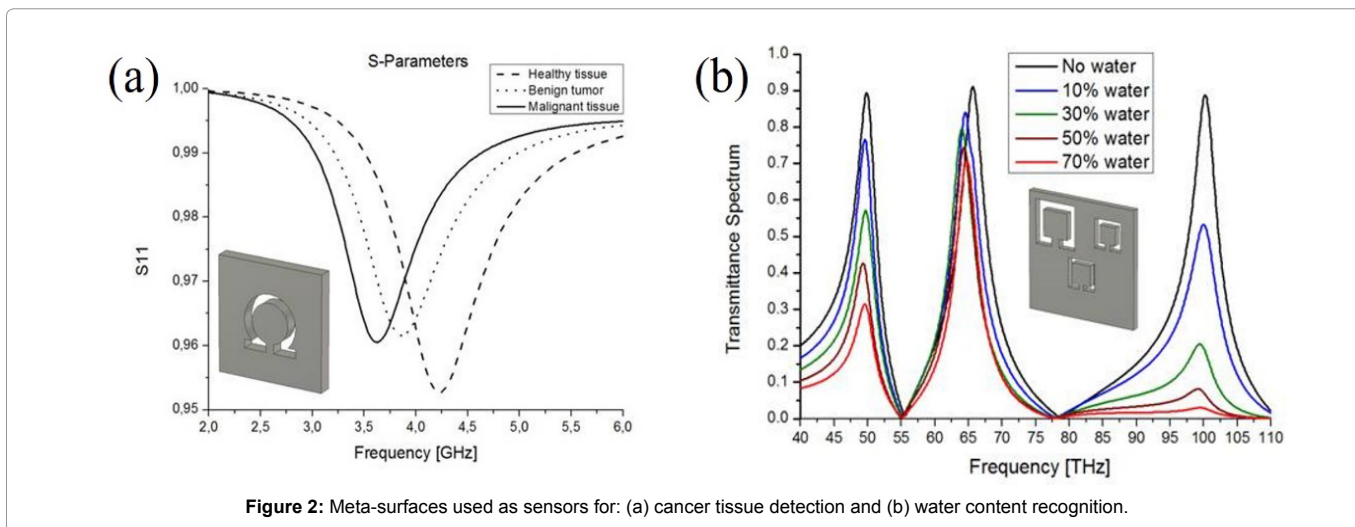 (a)
S-Parameters
Healthy tissue
Benign tumor
Malignant tissue
1,00
0,99
0,98
0,97
0,96
0,95
S11
2,0 2,5 3,0 3,5 4,0 4,5 5,0 5,5 6,0
Frequency [GHz]
(b)
No water
10% water
30% water
50% water
70% water
1.0
0.9
0.8
0.7
0.6
0.5
0.4
0.3
0.2
0.1
0.0
Transmittance Spectrum
40 45 50 55 60 65 70 75 80 85 90 95 100 105 110
Frequency [THz]
Figure 2: Meta-surfaces used as sensors for: (a) cancer tissue detection and (b) water content recognition.